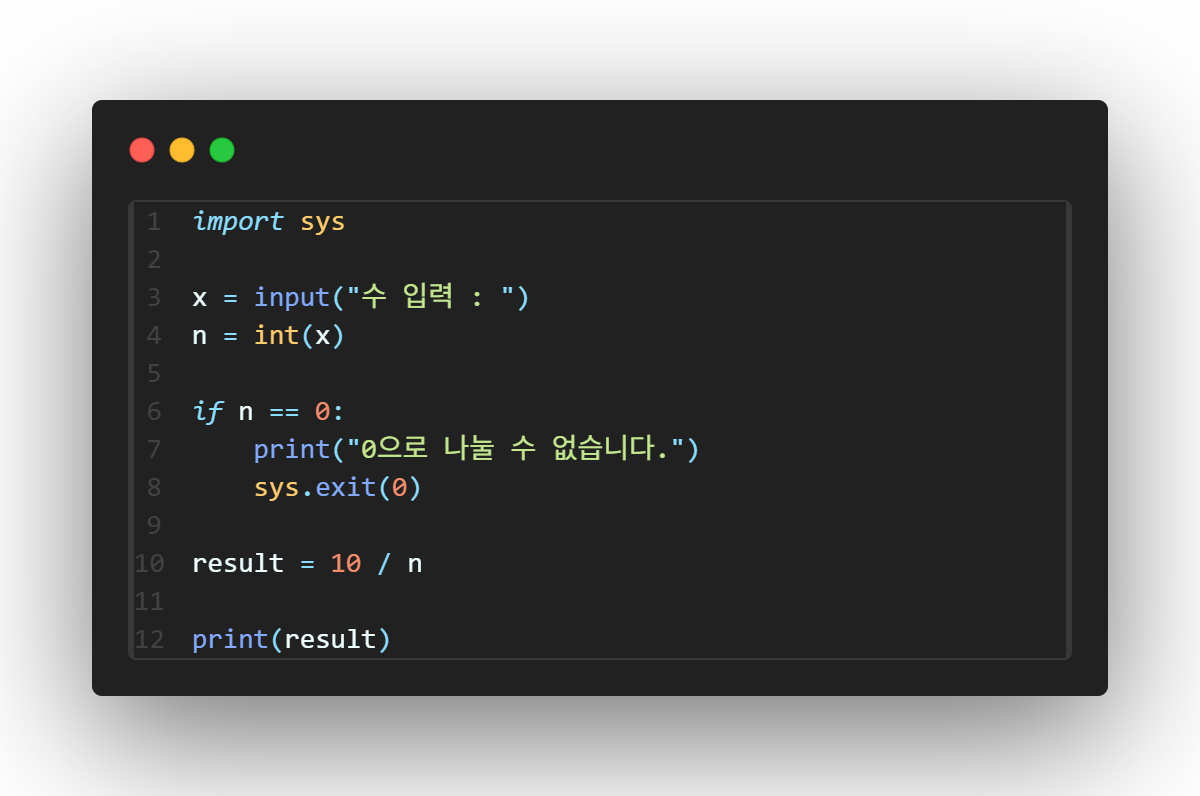 1 import sys
2
3 x = input("수 입력 : ")
4 n = int(x)
5
6 if n == 0:
7     print("0으로 나눌 수 없습니다.")
8     sys.exit(0)
9
10 result = 10 / n
11
12 print(result)